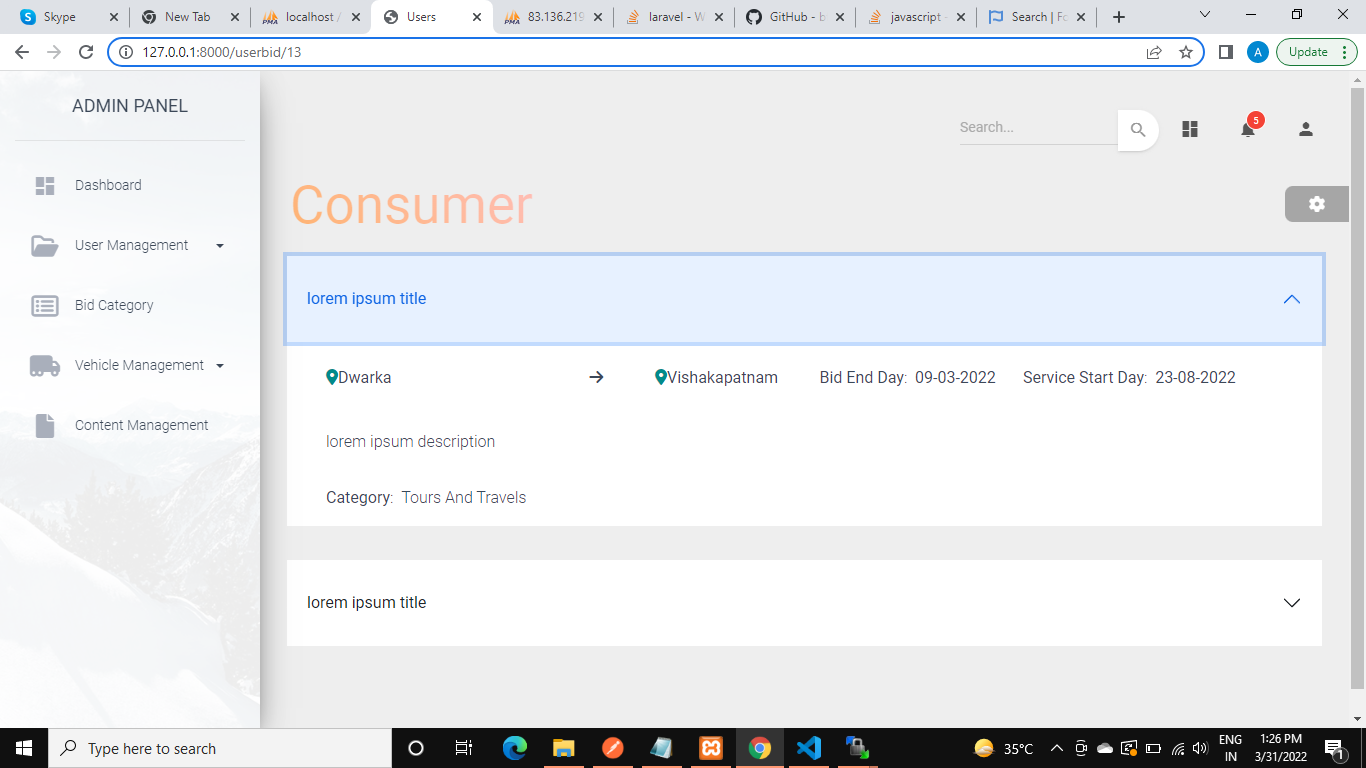 Skype
New Tab
localhost /
Users
83.136.219
laravel - W
GitHub - b
javascript -
Search | Fo
127.0.0.1:8000/userbid/13
A
Update
ADMIN PANEL
Search...
5
Dashboard
User Management
Bid Category
Vehicle Management
Content Management
Consumer
lorem ipsum title
Dwarka
Vishakapatnam
Bid End Day: 09-03-2022
Service Start Day: 23-08-2022
lorem ipsum description
Category: Tours And Travels
lorem ipsum title
Type here to search
35°C
ENG
IN
1:26 PM
3/31/2022
1